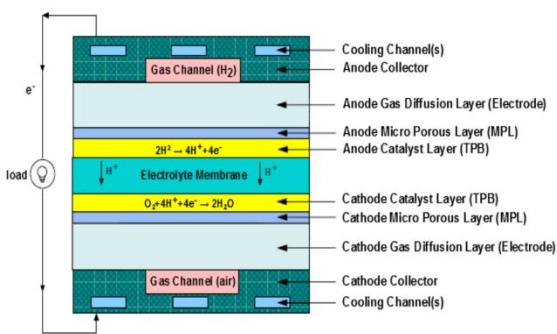 Cooling Channel(s)
Gas Channel (H₂)
Anode Collector
e⁻
Anode Gas Diffusion Layer (Electrode)
Anode Micro Porous Layer (MPL)
2H² → 4H⁺+4e⁻
Anode Catalyst Layer (TPB)
load
H⁺
Electrolyte Membrane
H⁺
O₂+4H⁺+4e⁻ → 2H₂O
Cathode Catalyst Layer (TPB)
Cathode Micro Porous Layer (MPL)
Cathode Gas Diffusion Layer (Electrode)
Gas Channel (air)
Cathode Collector
Cooling Channel(s)